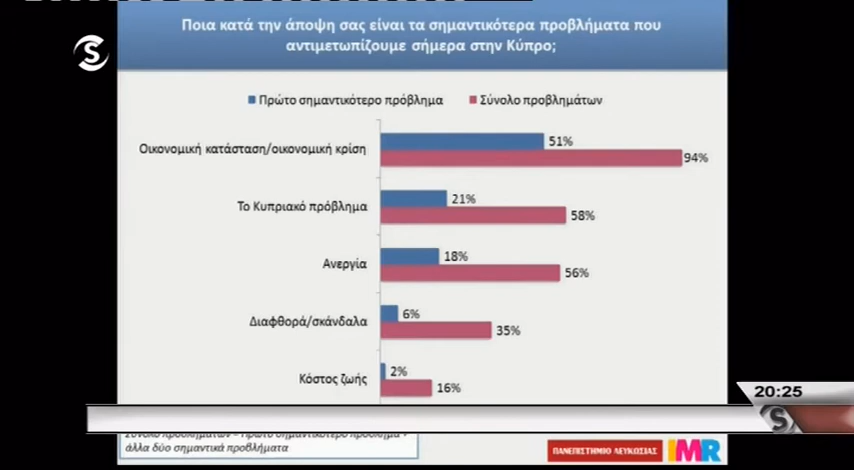 Ποια κατά την άποψη σας είναι τα σημαντικότερα προβλήματα που
αντιμετωπίζουμε σήμερα στην Κύπρο;
Πρώτο σημαντικότερο πρόβλημα Σύνολο προβλημάτων
Οικονομική κατάσταση/οικονομική κρίση 51% 94%
Το Κυπριακό πρόβλημα 21% 58%
Ανεργία 18% 56%
Διαφθορά/σκάνδαλα 6% 35%
Κόστος ζωής 2% 16%
20:25
άλλα δύο σημαντικά προβλήματα
ΠΑΝΕΠΙΣΤΗΜΙΟ ΛΕΥΚΩΣΙΑΣ IMR